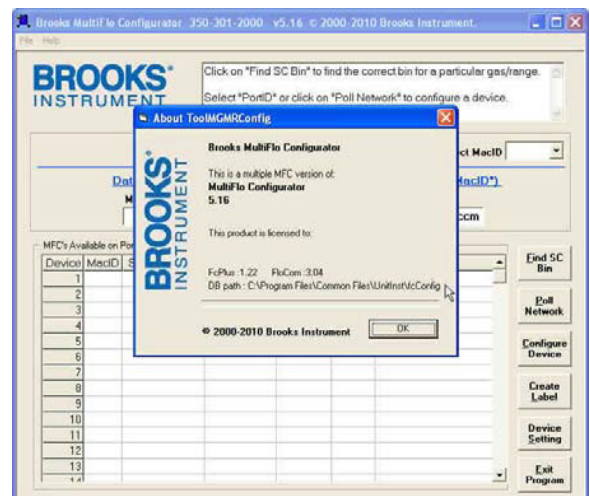 Brooks Multiflo Configurator 350-301-2000 v5.16 © 2000-2010 Brooks Instrument.
File Help
BROOKS
INSTRUMENT
Click on "Find SC Bin" to find the correct bin for a particular gas/range.
Select "PortID" or click on "Poll Network" to configure a device.
About ToolMGMRConfig
BROOKS
INSTRUMENT
Brooks MultiFlo Configurator
This is a multiple MFC version of:
MultiFlo Configurator
5.16
This product is licensed to:
FcPlus :1.22 FloCom :3.04
DB path : C:\Program Files\Common Files\UnitInst\fcConfig
© 2000-2010 Brooks Instrument
OK
ct MacID
Dat
MacID")
M
ccm
MFC's Available on Por
Device MacID S
1
2
3
4
5
6
7
8
9
10
11
12
13
14
Find SC
Bin
Poll
Network
Configure
Device
Create
Label
Device
Setting
Exit
Program